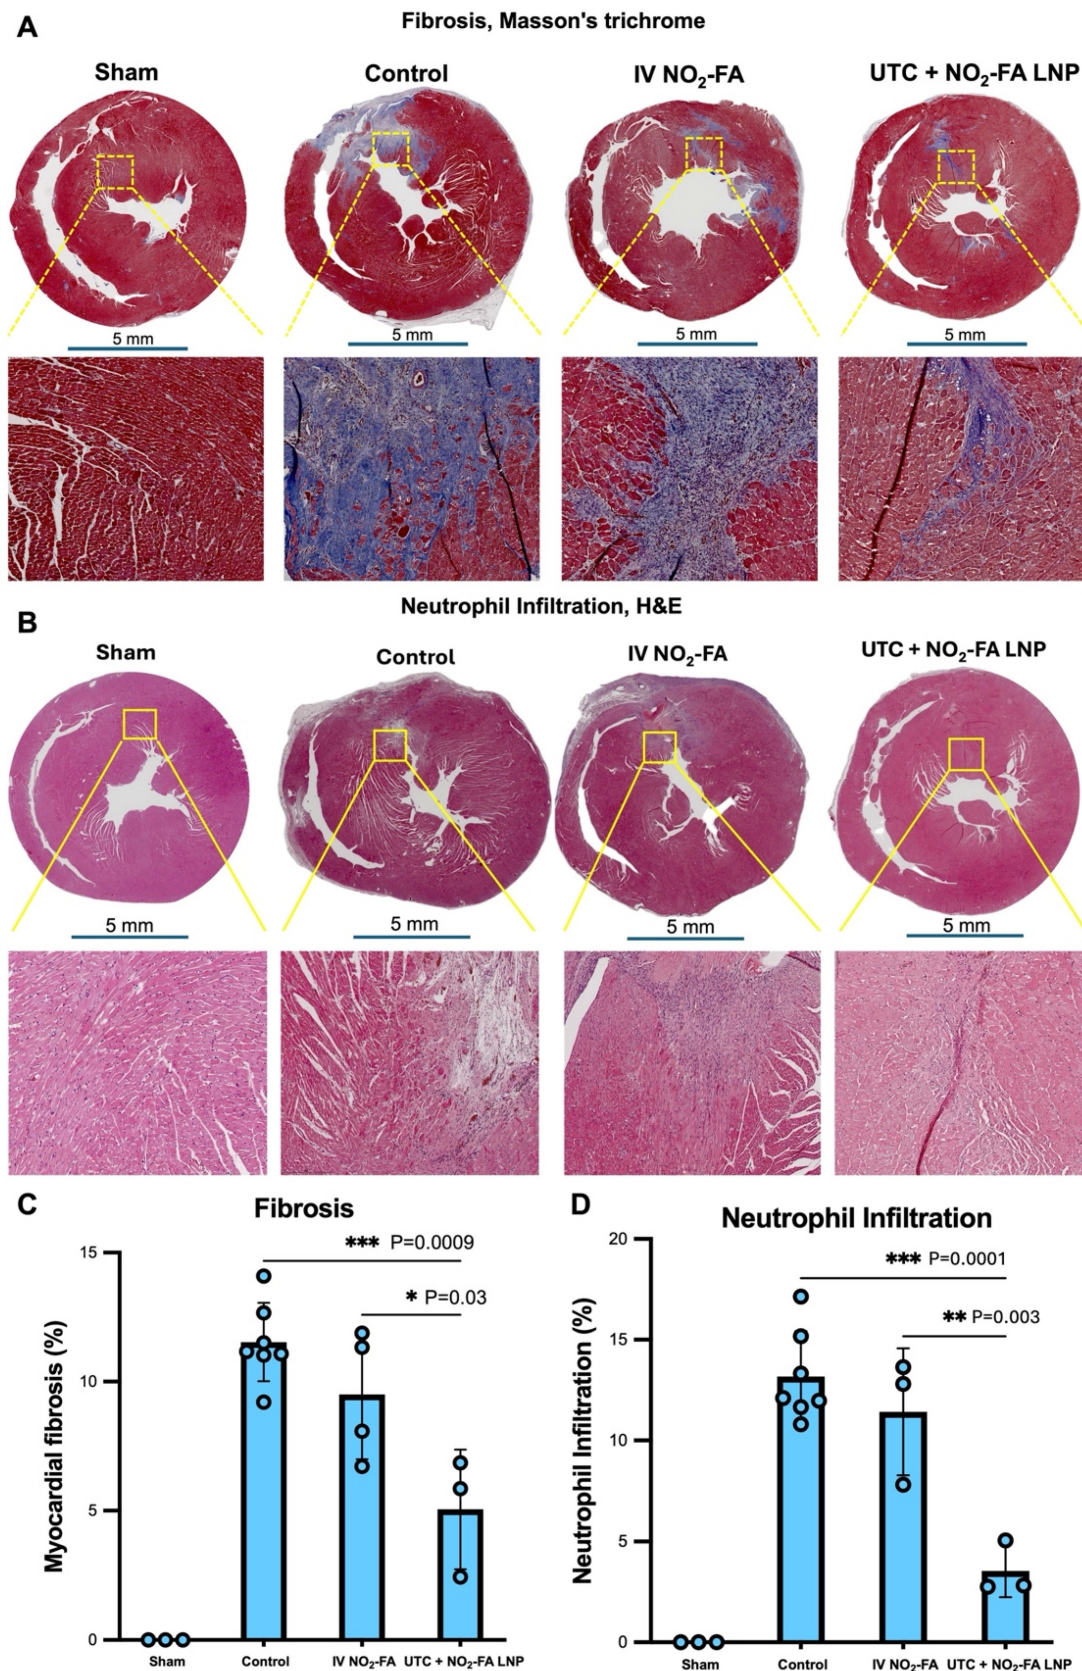 A
Fibrosis, Masson's trichrome
Sham
Control
IV NO₂-FA
UTC + NO₂-FA LNP
5 mm
5 mm
5 mm
5 mm
B
Neutrophil Infiltration, H&E
Sham
Control
IV NO₂-FA
UTC + NO₂-FA LNP
5 mm
5 mm
5 mm
5 mm
C
Fibrosis
*** P=0.0009
* P=0.03
Myocardial fibrosis (%)
15
10
5
0
Sham
Control
IV NO₂-FA
UTC + NO₂-FA LNP
D
Neutrophil Infiltration
*** P=0.0001
** P=0.003
Neutrophil Infiltration (%)
20
15
10
5
0
Sham
Control
IV NO₂-FA
UTC + NO₂-FA LNP